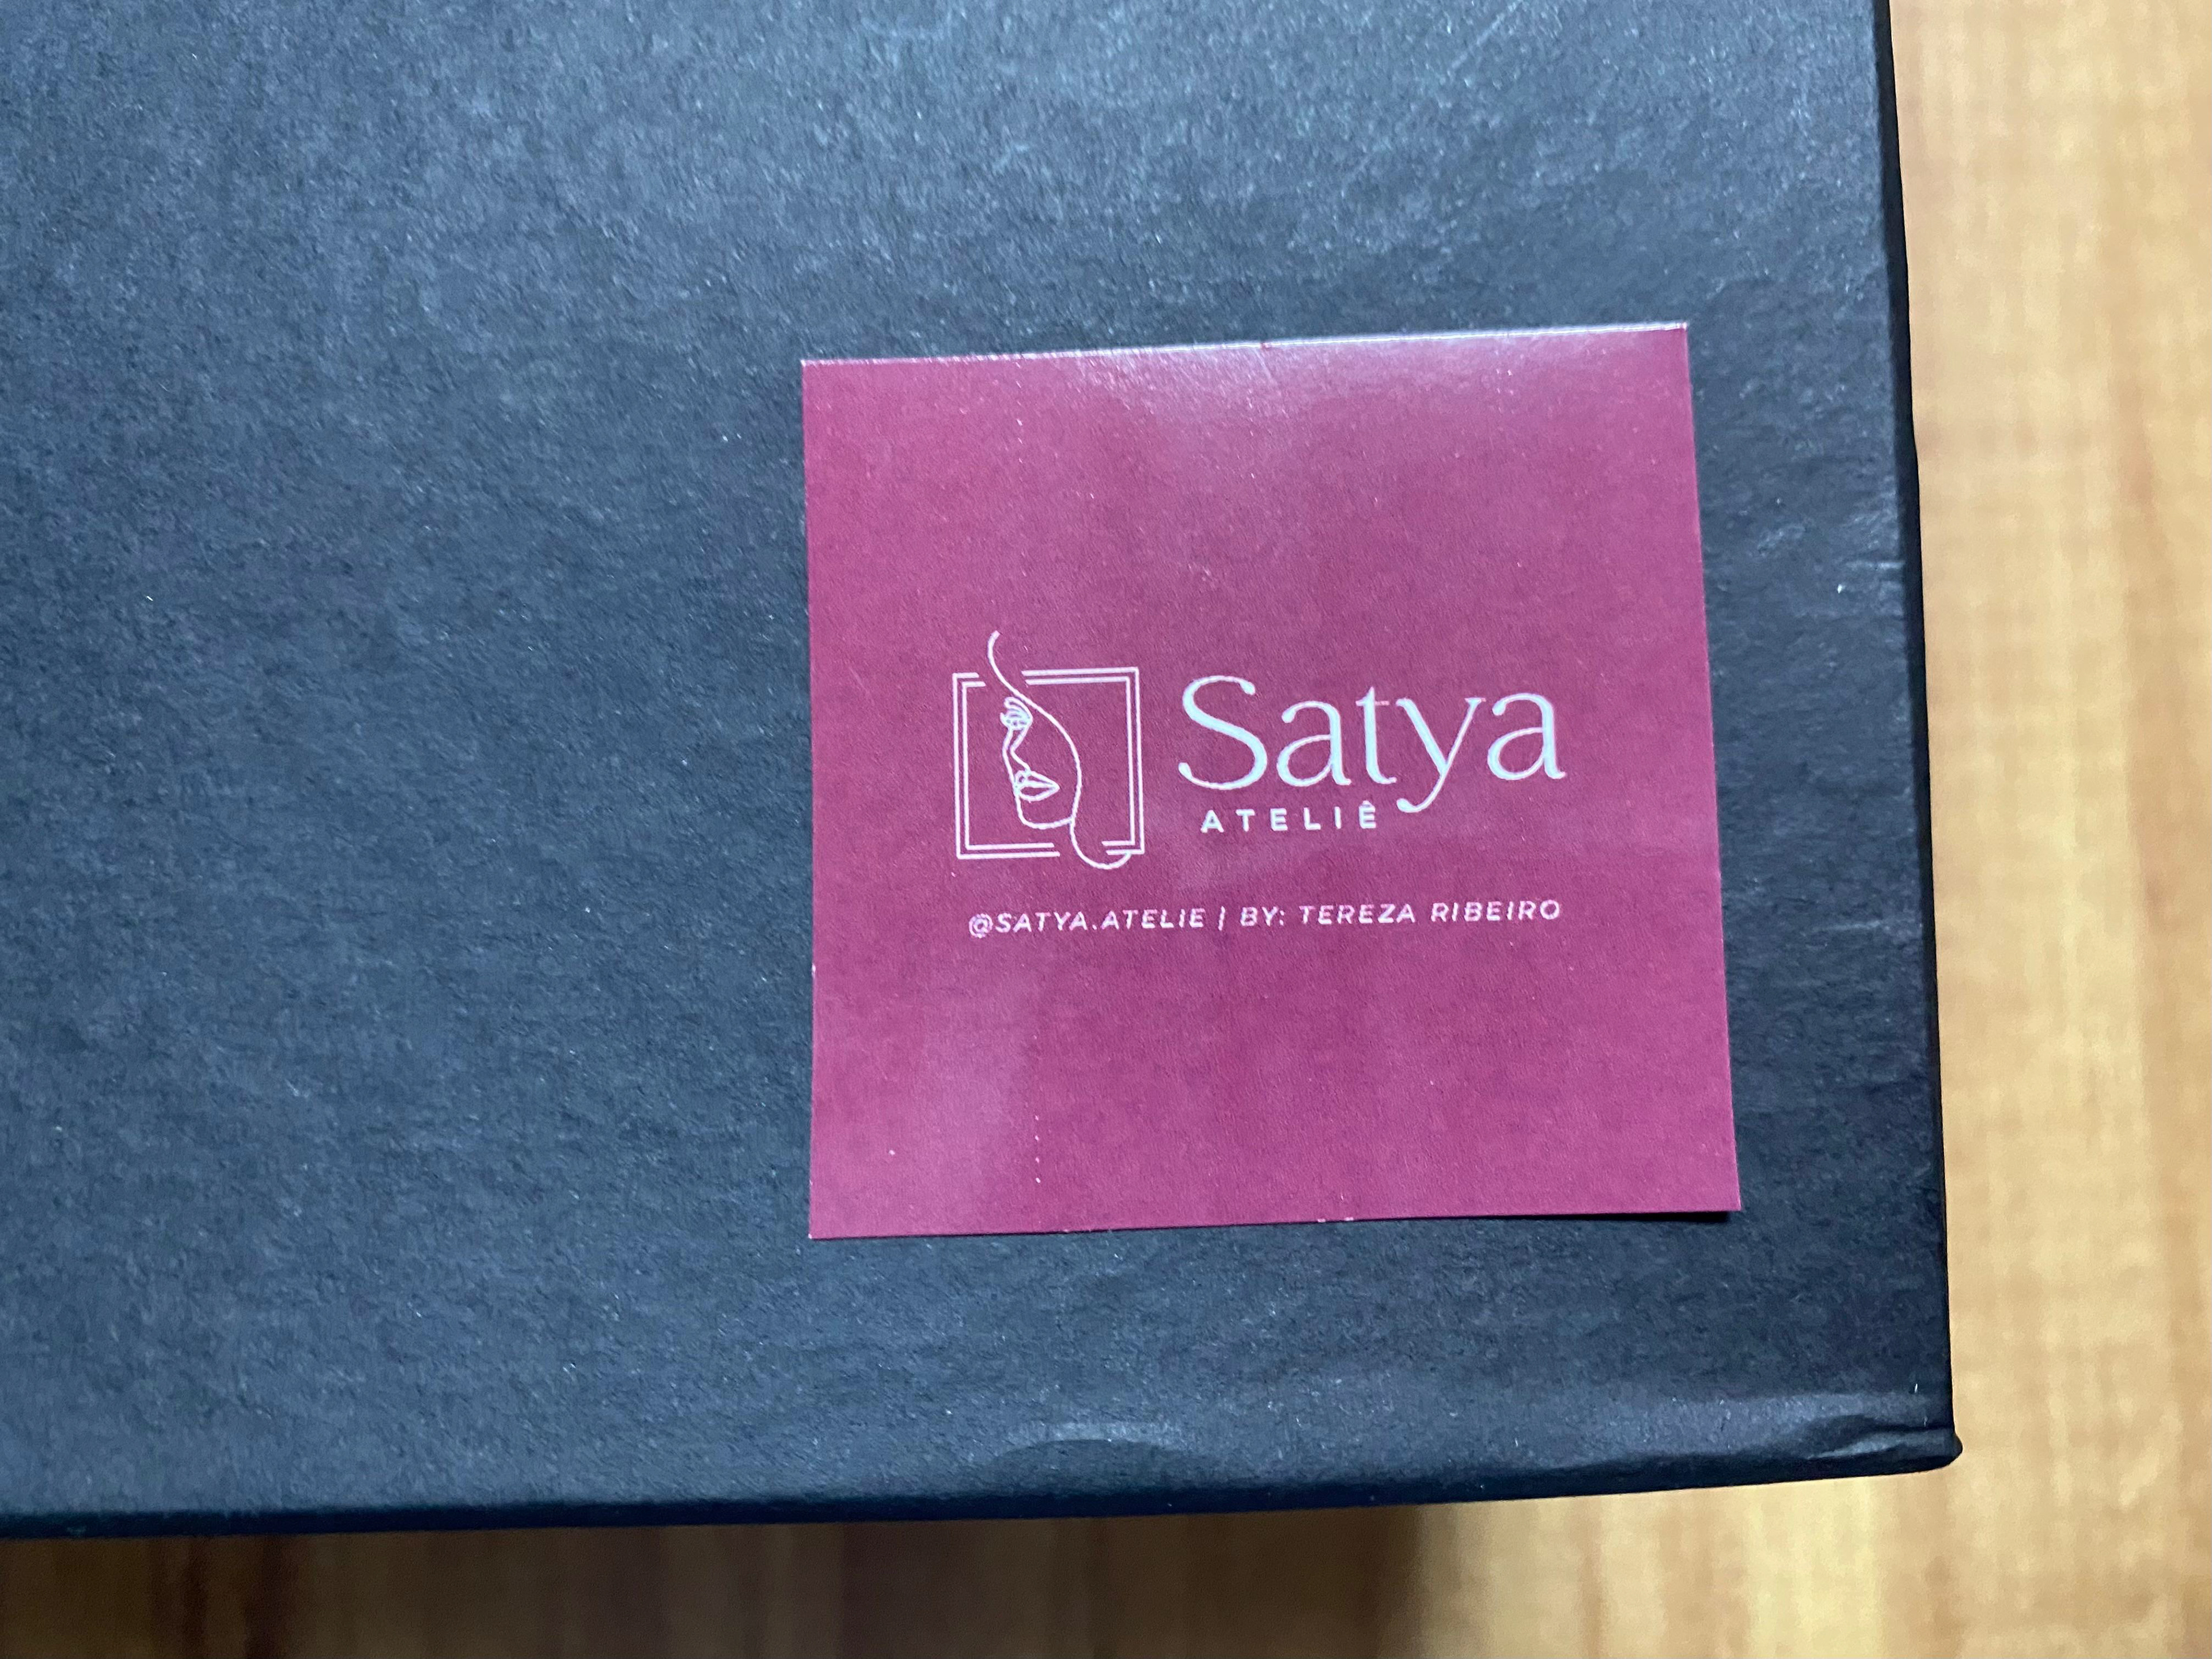 Satya
ATELIÊ
@SATYA.ATELIE | BY: TEREZA RIBEIRO